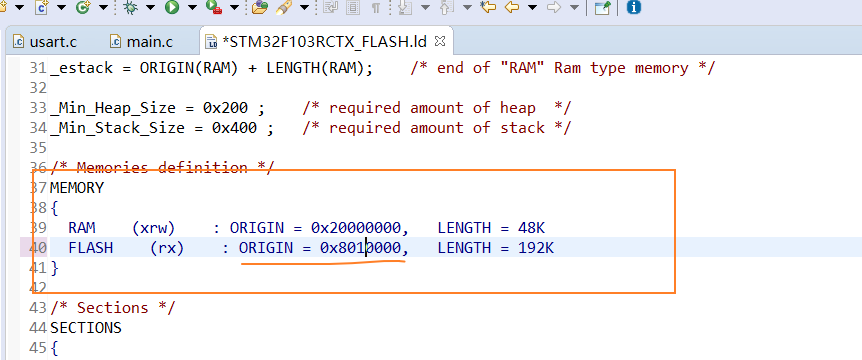 usart.c main.c *STM32F103RCTX_FLASH.ld
31 _estack = ORIGIN(RAM) + LENGTH(RAM); /* end of "RAM" Ram type memory */
32
33 _Min_Heap_Size = 0x200 ; /* required amount of heap */
34 _Min_Stack_Size = 0x400 ; /* required amount of stack */
35
36 /* Memories definition */
37 MEMORY
38 {
39 RAM (xrw) : ORIGIN = 0x20000000, LENGTH = 48K
40 FLASH (rx) : ORIGIN = 0x8010000, LENGTH = 192K
41 }
42
43 /* Sections */
44 SECTIONS
45 {